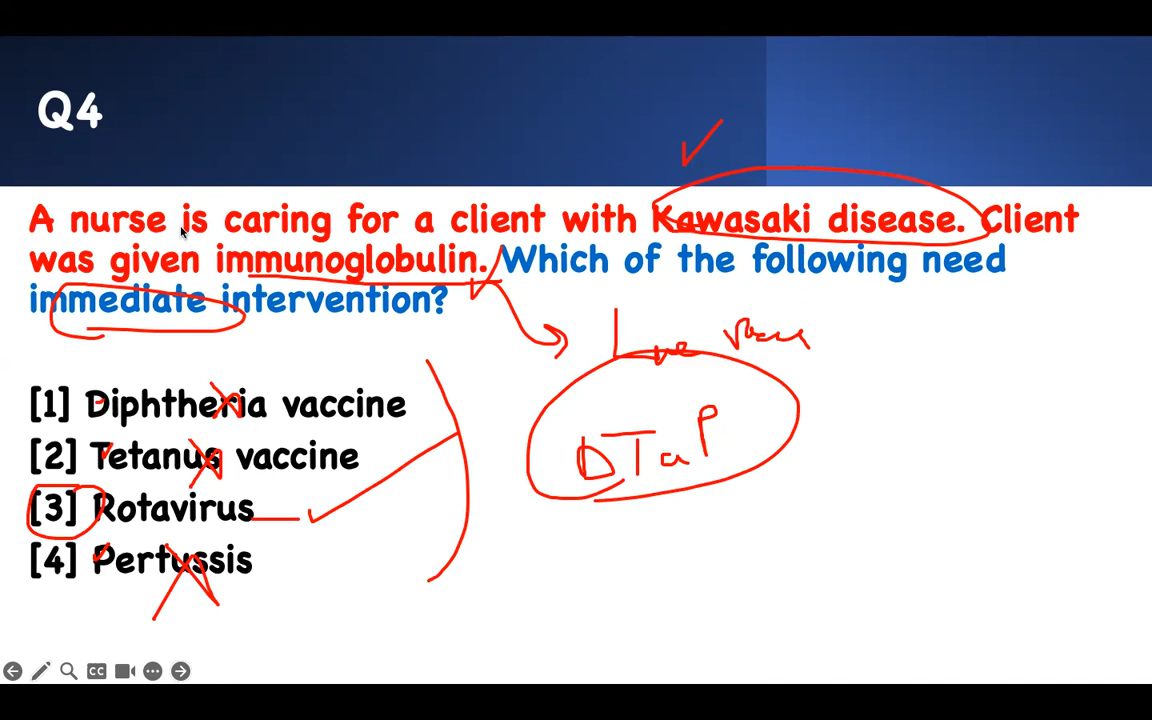 Q4
A nurse is caring for a client with Kawasaki disease. Client
was given immunoglobulin. Which of the following need
immediate intervention?
[1] Diphtheria vaccine
[2] Tetanus vaccine
[3] Rotavirus
[4] Pertussis
DTaP
CC